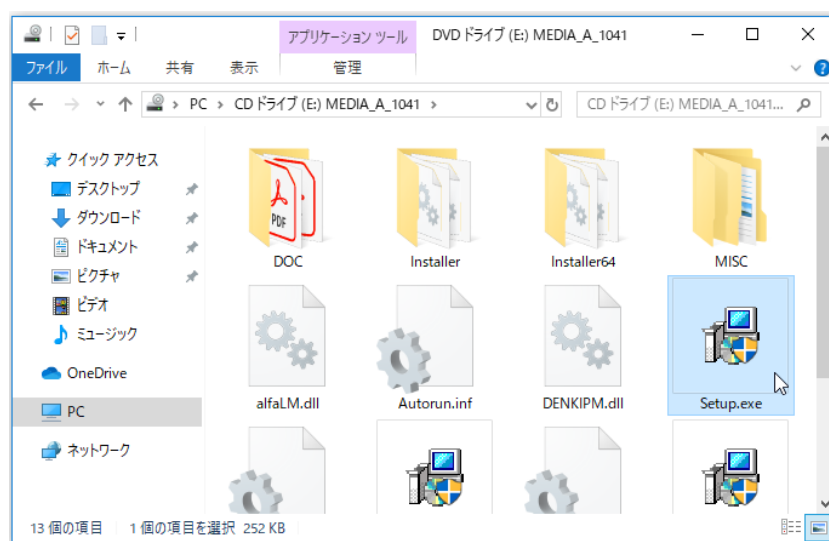 アプリケーション ツール
DVD ドライブ (E:) MEDIA_A_1041
ファイル
ホーム
共有
表示
管理
PC › CD ドライブ (E:) MEDIA_A_1041 ›
CD ドライブ (E:) MEDIA_A_1041...
クイック アクセス
デスクトップ
ダウンロード
ドキュメント
ピクチャ
ビデオ
ミュージック
OneDrive
PC
ネットワーク
PDF
DOC
Installer
Installer64
MISC
alfaLM.dll
Autorun.inf
DENKIPM.dll
Setup.exe
13 個の項目
1 個の項目を選択 252 KB